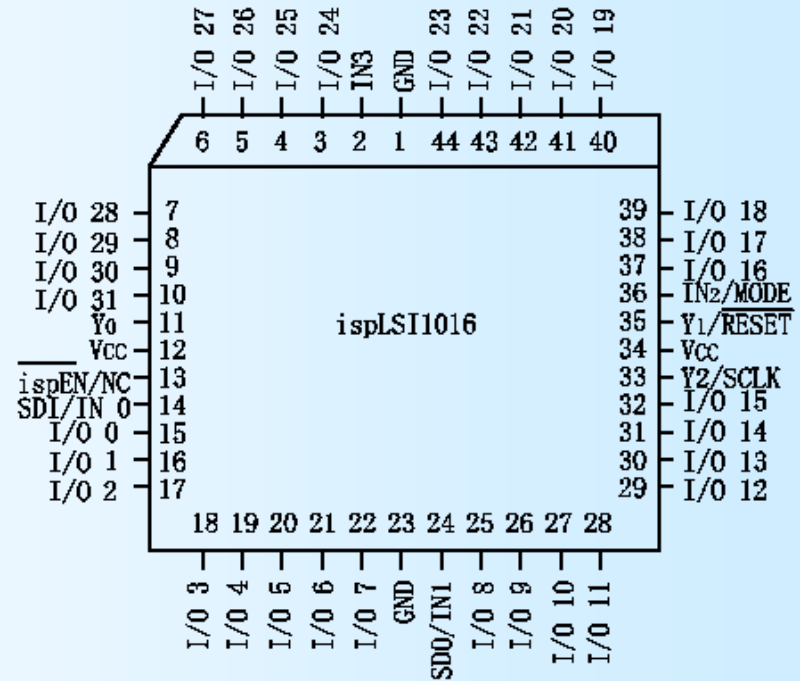 I/O 27
I/O 26
I/O 25
I/O 24
IN3
GND
I/O 23
I/O 22
I/O 21
I/O 20
I/O 19
6 5 4 3 2 1 44 43 42 41 40
I/O 28 7
I/O 29 8
I/O 30 9
I/O 31 10
Y0 11
VCC 12
ispEN/NC 13
SDI/IN 0 14
I/O 0 15
I/O 1 16
I/O 2 17
ispLSI1016
39 I/O 18
38 I/O 17
37 I/O 16
36 IN2/MODE
35 Y1/RESET
34 VCC
33 Y2/SCLK
32 I/O 15
31 I/O 14
30 I/O 13
29 I/O 12
18 19 20 21 22 23 24 25 26 27 28
I/O 3
I/O 4
I/O 5
I/O 6
I/O 7
GND
SDO/IN1
I/O 8
I/O 9
I/O 10
I/O 11